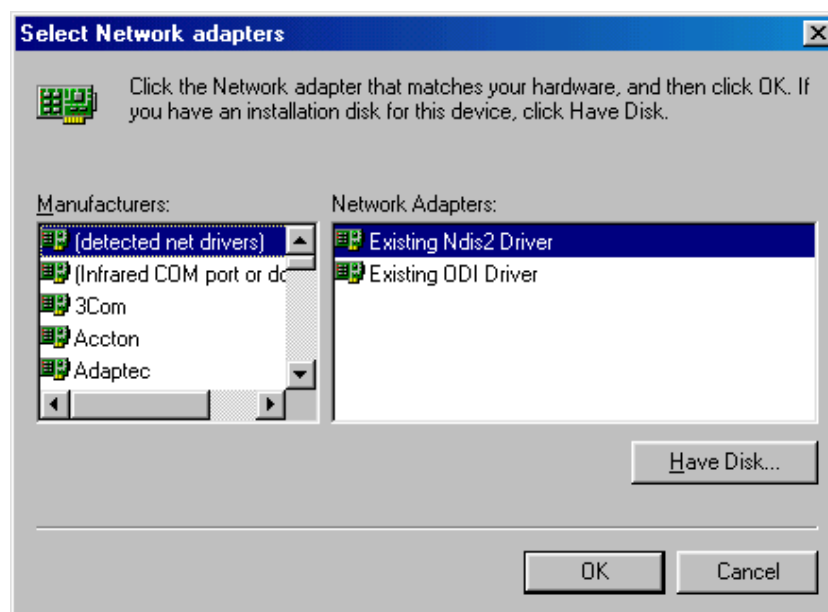 Select Network adapters
Click the Network adapter that matches your hardware, and then click OK. If
you have an installation disk for this device, click Have Disk.
Manufacturers:
Network Adapters:
(detected net drivers)
(Infrared COM port or do
3Com
Accton
Adaptec
Existing Ndis2 Driver
Existing ODI Driver
Have Disk...
OK
Cancel